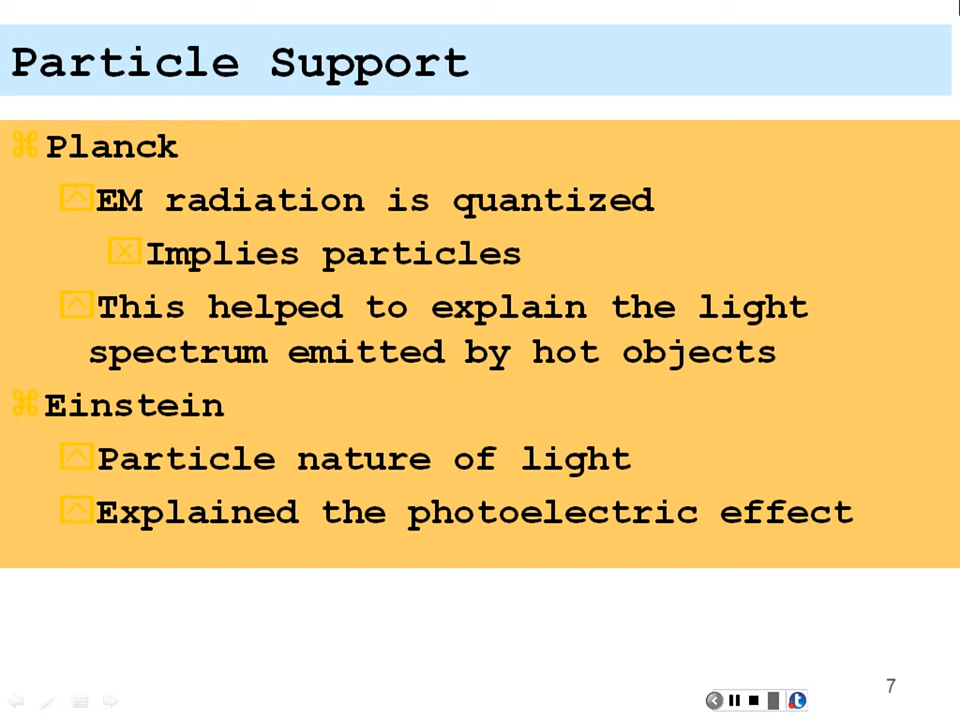 Particle Support
Planck
EM radiation is quantized
Implies particles
This helped to explain the light
spectrum emitted by hot objects
Einstein
Particle nature of light
Explained the photoelectric effect
7